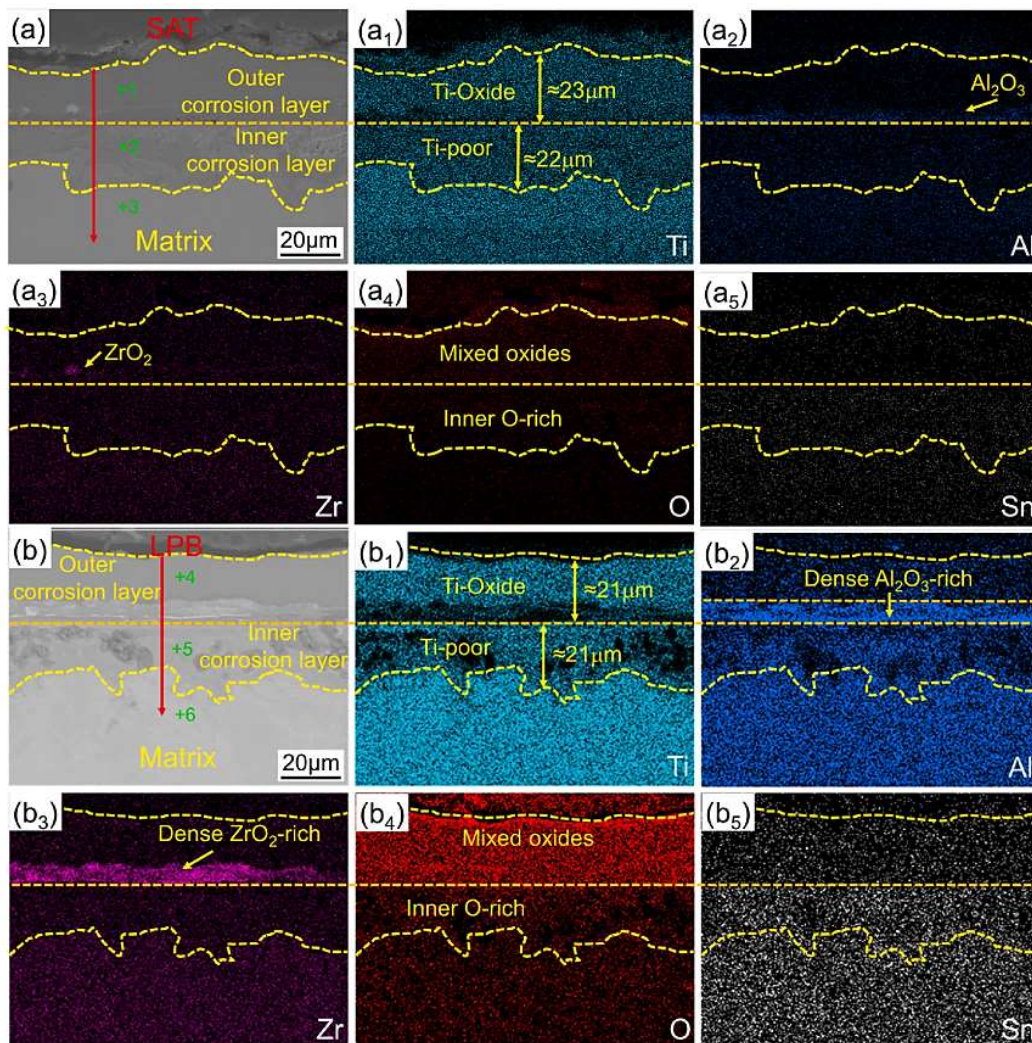 (a)
SAT
+1
Outer
corrosion layer
+2
Inner
corrosion layer
+3
Matrix
20μm
(a₁)
Ti-Oxide
≈23μm
Ti-poor
≈22μm
Ti
(a₂)
Al₂O₃
Al
(a₃)
ZrO₂
Zr
(a₄)
Mixed oxides
Inner O-rich
O
(a₅)
Sn
(b)
LPB
Outer
corrosion layer
+4
Inner
+5
corrosion layer
+6
Matrix
20μm
(b₁)
Ti-Oxide
≈21μm
Ti-poor
≈21μm
Ti
(b₂)
Dense Al₂O₃-rich
Al
(b₃)
Dense ZrO₂-rich
Zr
(b₄)
Mixed oxides
Inner O-rich
O
(b₅)
Sn